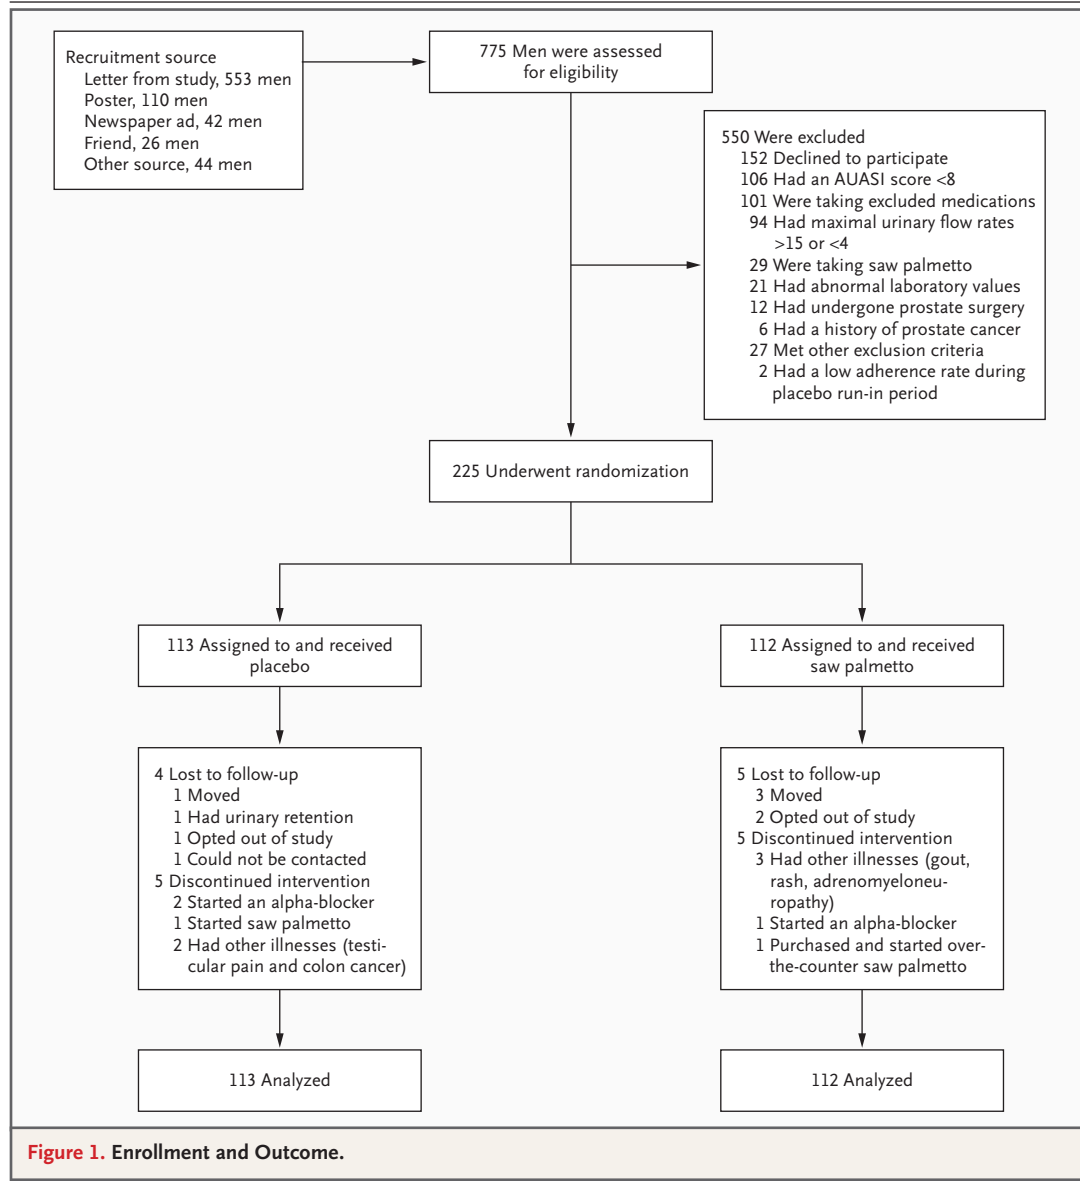 Recruitment source
Letter from study, 553 men
Poster, 110 men
Newspaper ad, 42 men
Friend, 26 men
Other source, 44 men
775 Men were assessed
for eligibility
550 Were excluded
152 Declined to participate
106 Had an AUASI score <8
101 Were taking excluded medications
94 Had maximal urinary flow rates
>15 or <4
29 Were taking saw palmetto
21 Had abnormal laboratory values
12 Had undergone prostate surgery
6 Had a history of prostate cancer
27 Met other exclusion criteria
2 Had a low adherence rate during
placebo run-in period
225 Underwent randomization
113 Assigned to and received
placebo
112 Assigned to and received
saw palmetto
4 Lost to follow-up
1 Moved
1 Had urinary retention
1 Opted out of study
1 Could not be contacted
5 Discontinued intervention
2 Started an alpha-blocker
1 Started saw palmetto
2 Had other illnesses (testi-
cular pain and colon cancer)
5 Lost to follow-up
3 Moved
2 Opted out of study
5 Discontinued intervention
3 Had other illnesses (gout,
rash, adrenomyeloneu-
ropathy)
1 Started an alpha-blocker
1 Purchased and started over-
the-counter saw palmetto
113 Analyzed
112 Analyzed
Figure 1. Enrollment and Outcome.